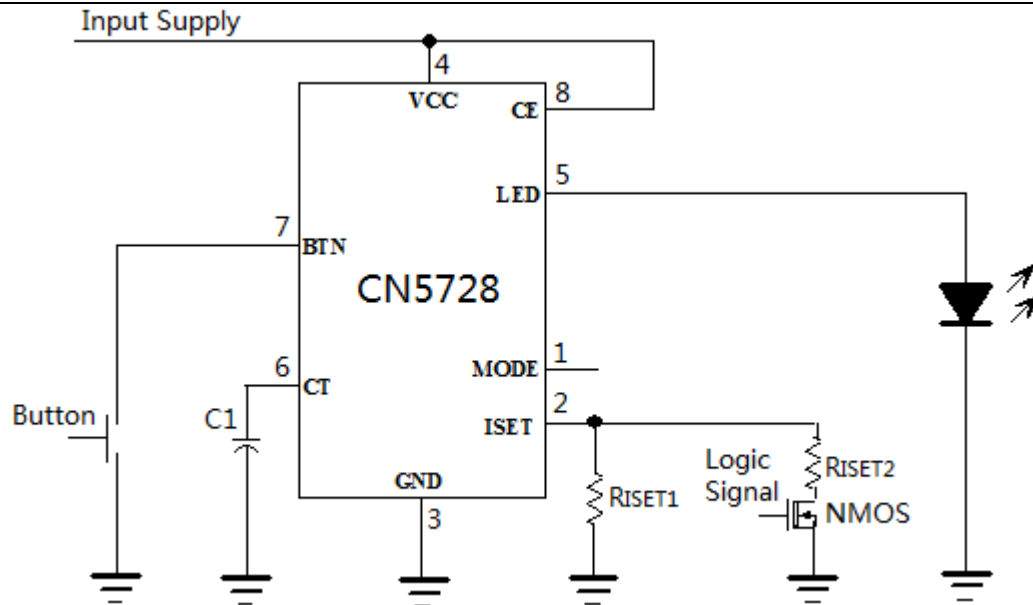 Input Supply
4
VCC
8
CE
5
LED
7
BTN
CN5728
1
MODE
6
CT
2
ISET
Button
C1
Logic
Signal
RISET2
RISET1
NMOS
GND
3